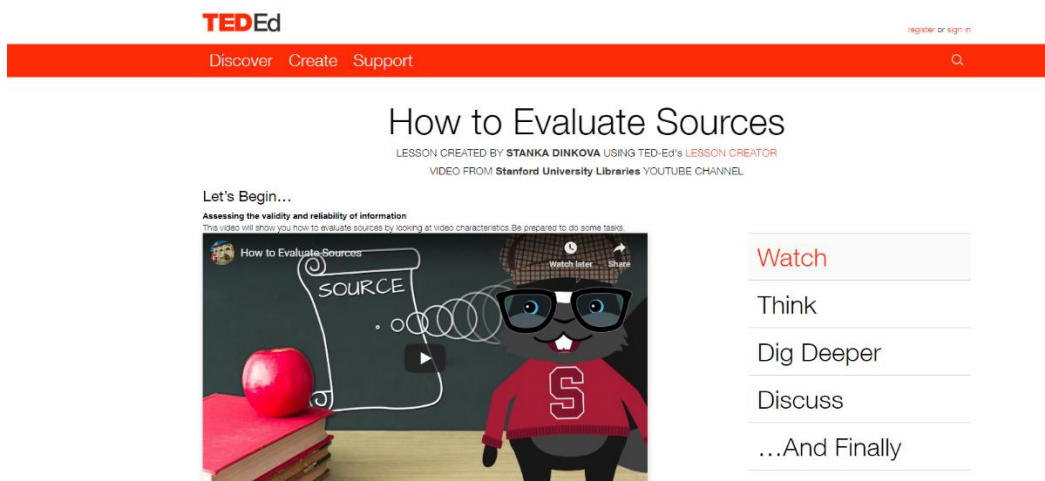 TEDEd
register or sign in
Discover Create Support
How to Evaluate Sources
LESSON CREATED BY STANKA DINKOVA USING TED-Ed's LESSON CREATOR
VIDEO FROM Stanford University Libraries YOUTUBE CHANNEL
Let's Begin...
Assessing the validity and reliability of information
This video will show you how to evaluate sources by looking at video characteristics.Be prepared to do some tasks.
How to Evaluate Sources
Watch later
Share
SOURCE
S
Watch
Think
Dig Deeper
Discuss
...And Finally